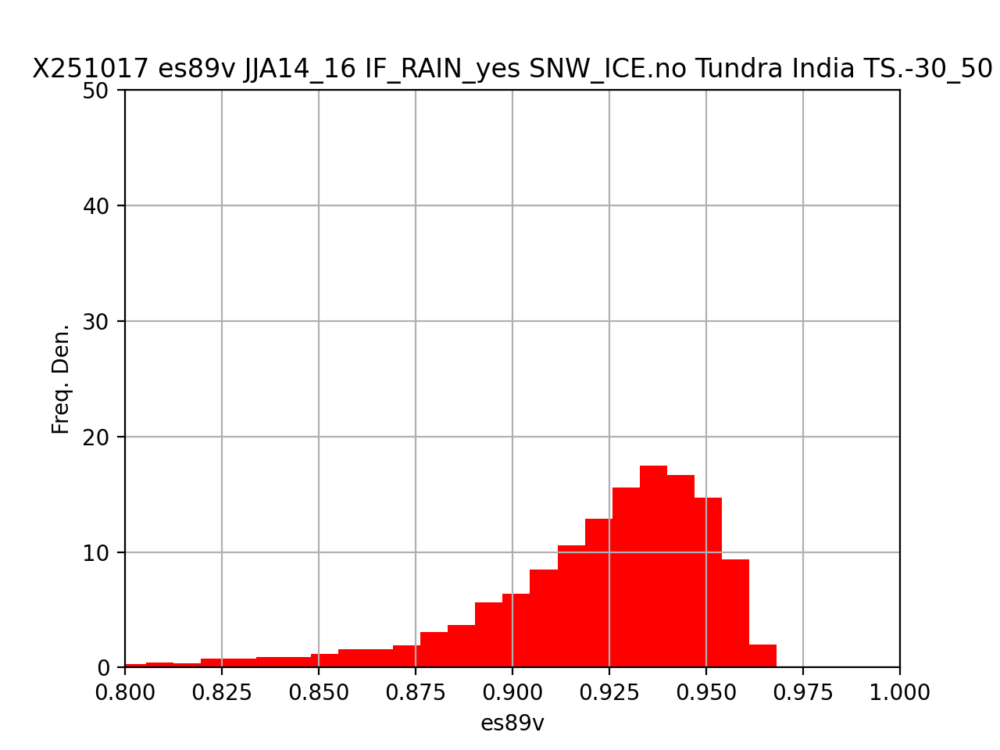 X251017 es89v JJA14_16 IF_RAIN_yes SNW_ICE.no Tundra India TS.-30_50
50
40
30
20
10
0
Freq. Den.
0.800 0.825 0.850 0.875 0.900 0.925 0.950 0.975 1.000
es89v